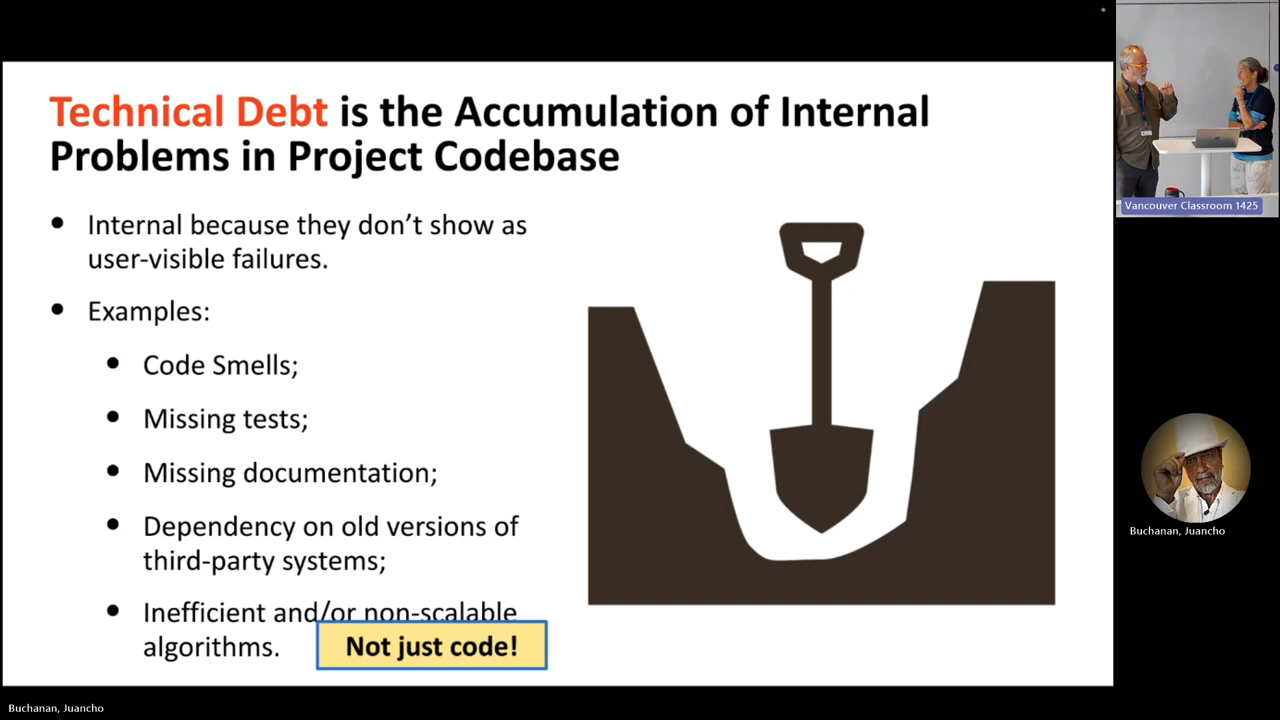 Technical Debt is the Accumulation of Internal
Problems in Project Codebase
• Internal because they don’t show as
user-visible failures.
• Examples:
• Code Smells;
• Missing tests;
• Missing documentation;
• Dependency on old versions of
third-party systems;
• Inefficient and/or non-scalable
algorithms.
Not just code!
Vancouver Classroom 1425
Buchanan, Juancho
Buchanan, Juancho